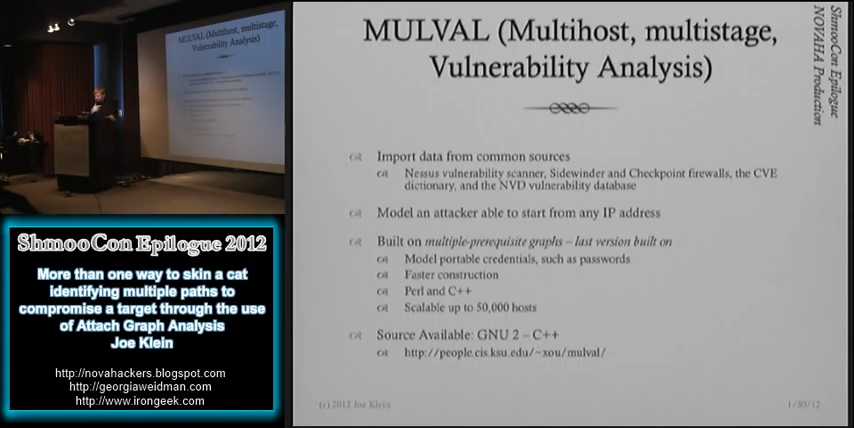 MULVAL (Multihost, multistage,
Vulnerability Analysis)
Import data from common sources
Nessus vulnerability scanner, Sidewinder and Checkpoint firewalls, the CVE
dictionary, and the NVD vulnerability database
Model an attacker able to start from any IP address
Built on multiple-prerequisite graphs – last version built on
Model portable credentials, such as passwords
Faster construction
Perl and C++
Scalable up to 50,000 hosts
Source Available: GNU 2 – C++
http://people.cis.ksu.edu/~xou/mulval/
(c) 2012 Joe Klein
1/30/12
ShmooCon Epilogue
NOVAHA Production
MULVAL (Multihost, multistage,
Vulnerability Analysis)
ShmooCon Epilogue 2012
More than one way to skin a cat
identifying multiple paths to
compromise a target through the use
of Attach Graph Analysis
Joe Klein
http://novahackers.blogspot.com
http://georgiaweidman.com
http://www.irongeek.com